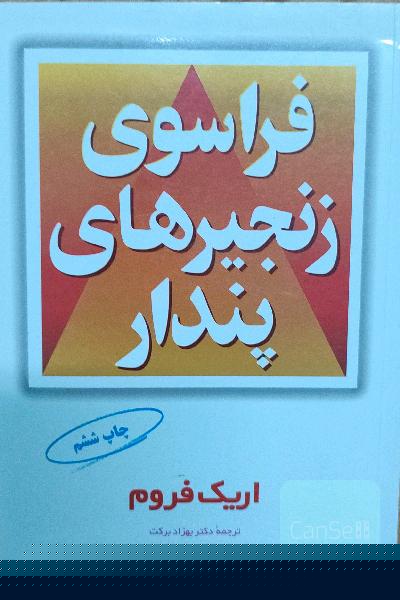 فراسوی
زنجیرهای
پندار
چاپ ششم
اریک فروم
ترجمهٔ دکتر بهزاد برکت